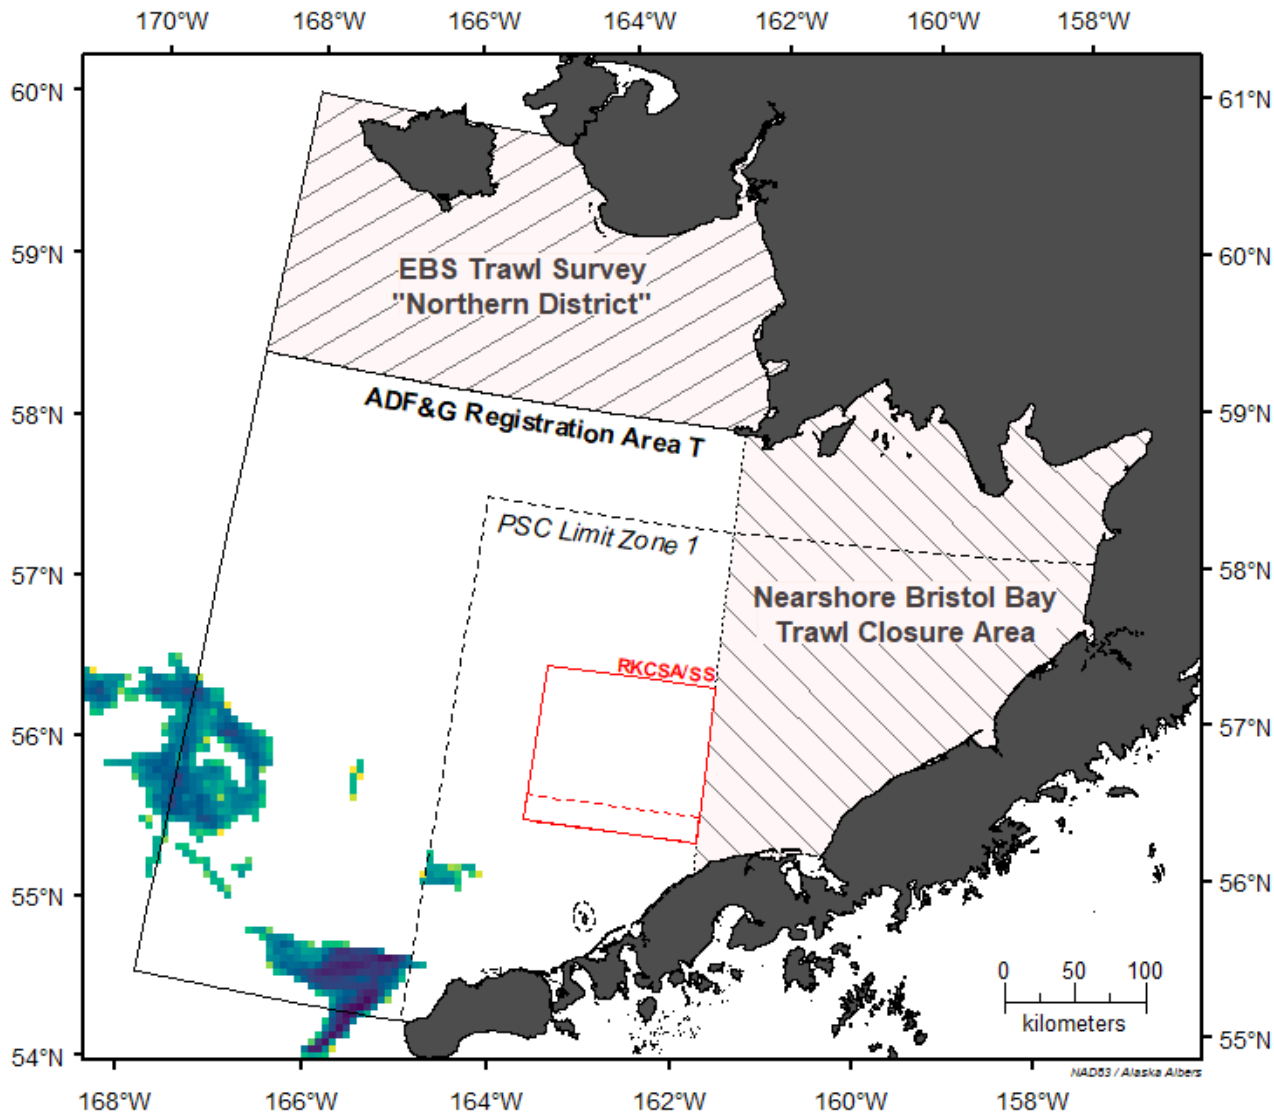 170°W 168°W 166°W 164°W 162°W 160°W 158°W
60°N
61°N
59°N
60°N
EBS Trawl Survey
"Northern District"
58°N
59°N
ADF&G Registration Area T
PSC Limit Zone 1
57°N
58°N
Nearshore Bristol Bay
Trawl Closure Area
RKCSA/SS
56°N
57°N
55°N
56°N
0 50 100
kilometers
54°N
55°N
NAD83 / Alaska Albers
168°W 166°W 164°W 162°W 160°W 158°W